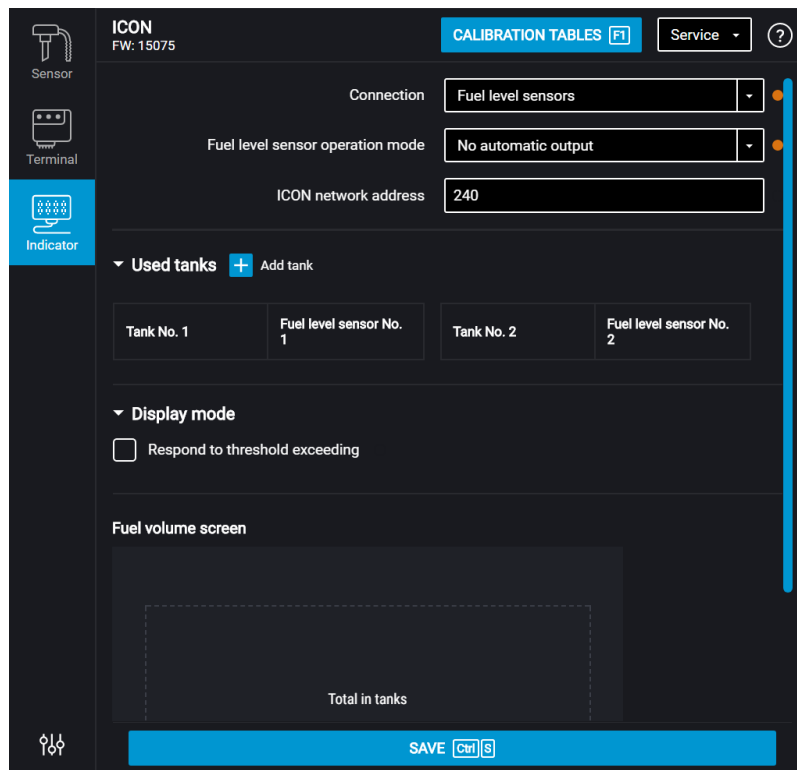 ICON
FW: 15075
CALIBRATION TABLES F1
Service
?
Sensor
Terminal
Indicator
Connection
Fuel level sensors
Fuel level sensor operation mode
No automatic output
ICON network address
240
Used tanks
+ Add tank
Tank No. 1
Fuel level sensor No.
1
Tank No. 2
Fuel level sensor No.
2
Display mode
Respond to threshold exceeding
Fuel volume screen
Total in tanks
SAVE Ctrl S